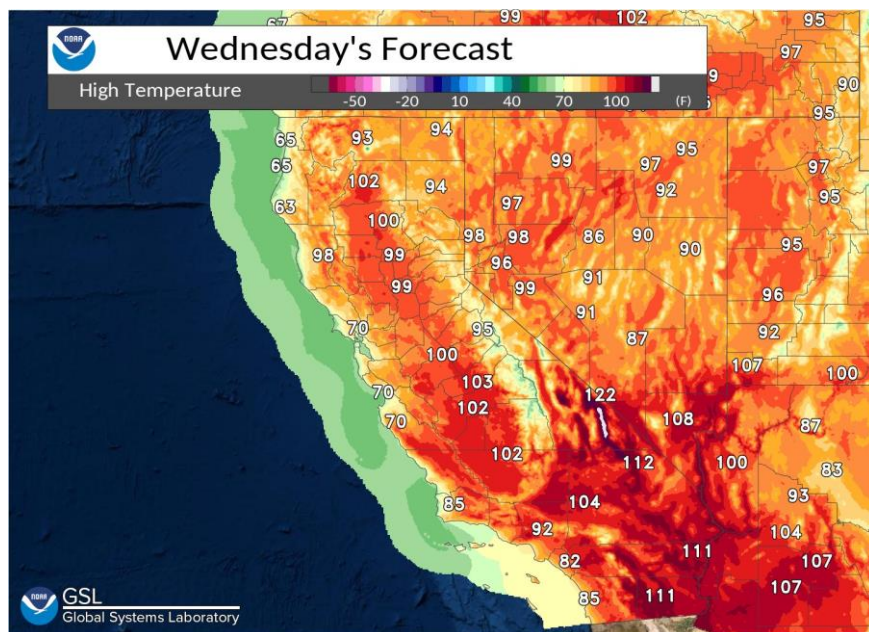 67 99 102 95
NOAA
Wednesday's Forecast
97
High Temperature
-50 -20 10 40 70 100 (F)
99
90
95
65 93 94 95
99 97 97
65
102 94 92 95
63 97
100
98 98 86 90 90 95
98 99 96
99 99 91 96
91
70 95 87 92
100 107 100
103
70 122
102 108 87
70
102 112 100 83
93
85 104
92 104
82 111 107
85 111 107
NOAA
GSL
Global Systems Laboratory